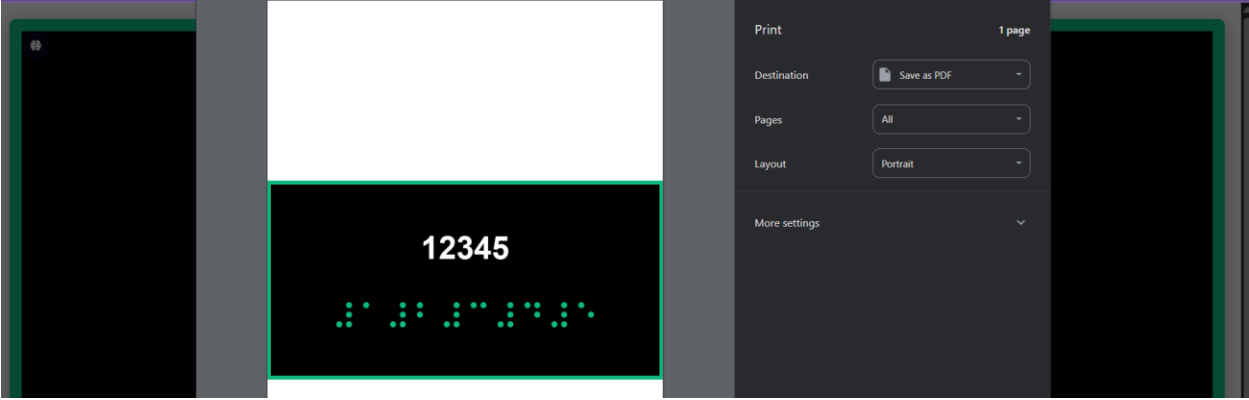 Print 1 page
Destination Save as PDF
Pages All
Layout Portrait
More settings
12345
⠼⠁⠼⠃⠼⠉⠼⠙⠼⠑